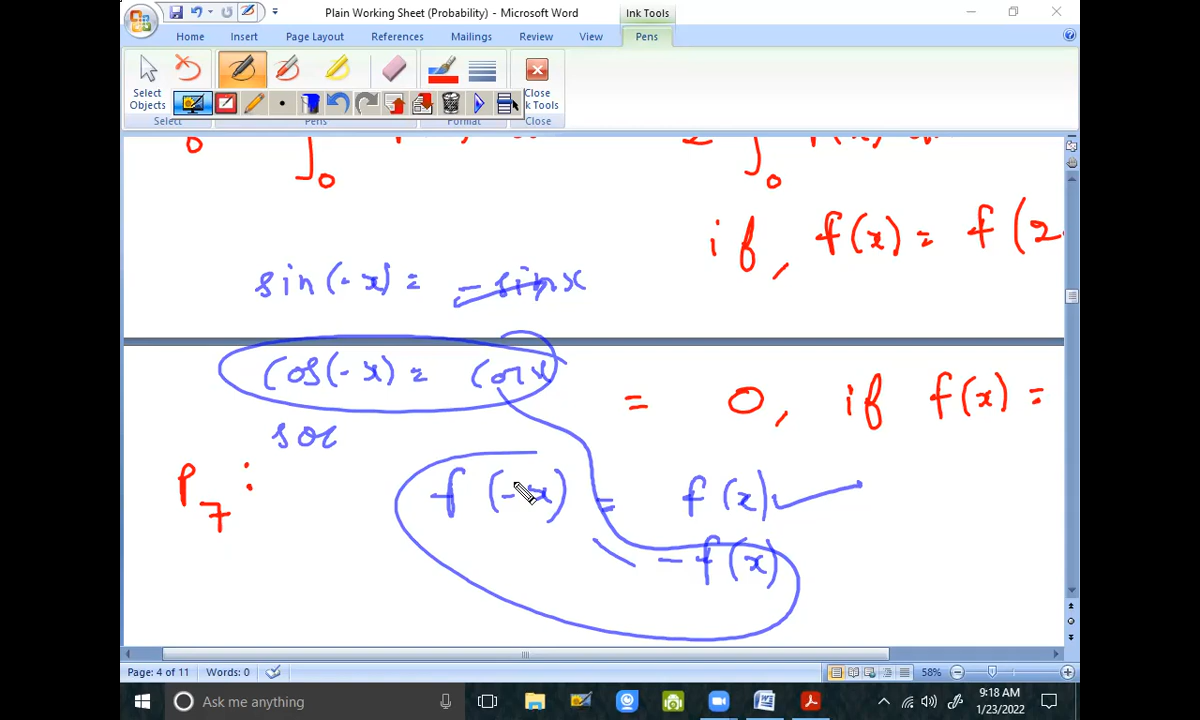 Plain Working Sheet (Probability) - Microsoft Word
Ink Tools
Home Insert Page Layout References Mailings Review View Pens
Select Objects
Close Ink Tools
Select Pens Format Close
if, f(x) = f(2
sin(-x) = - sinx
cos(-x) = cosx
= 0, if f(x) =
P7 :
f(-x) = f(x)
- f(x)
Page: 4 of 11 Words: 0 58%
Ask me anything
9:18 AM
1/23/2022